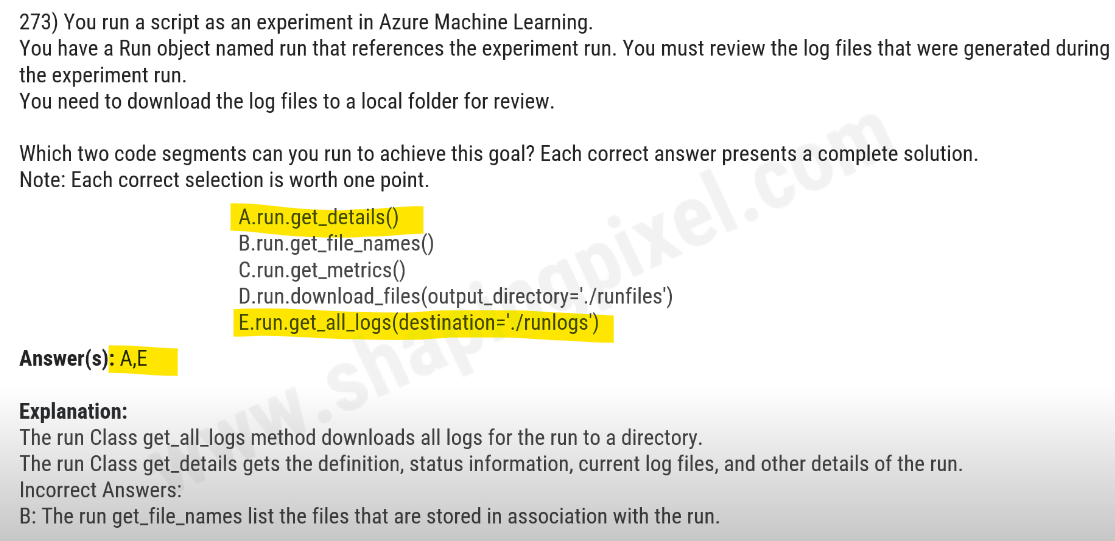 273) You run a script as an experiment in Azure Machine Learning.
You have a Run object named run that references the experiment run. You must review the log files that were generated during
the experiment run.
You need to download the log files to a local folder for review.
Which two code segments can you run to achieve this goal? Each correct answer presents a complete solution.
Note: Each correct selection is worth one point.
A.run.get_details()
B.run.get_file_names()
C.run.get_metrics()
D.run.download_files(output_directory='./runfiles')
E.run.get_all_logs(destination='./runlogs')
Answer(s): A,E
Explanation:
The run Class get_all_logs method downloads all logs for the run to a directory.
The run Class get_details gets the definition, status information, current log files, and other details of the run.
Incorrect Answers:
B: The run get_file_names list the files that are stored in association with the run.
www.shapingpixel.com